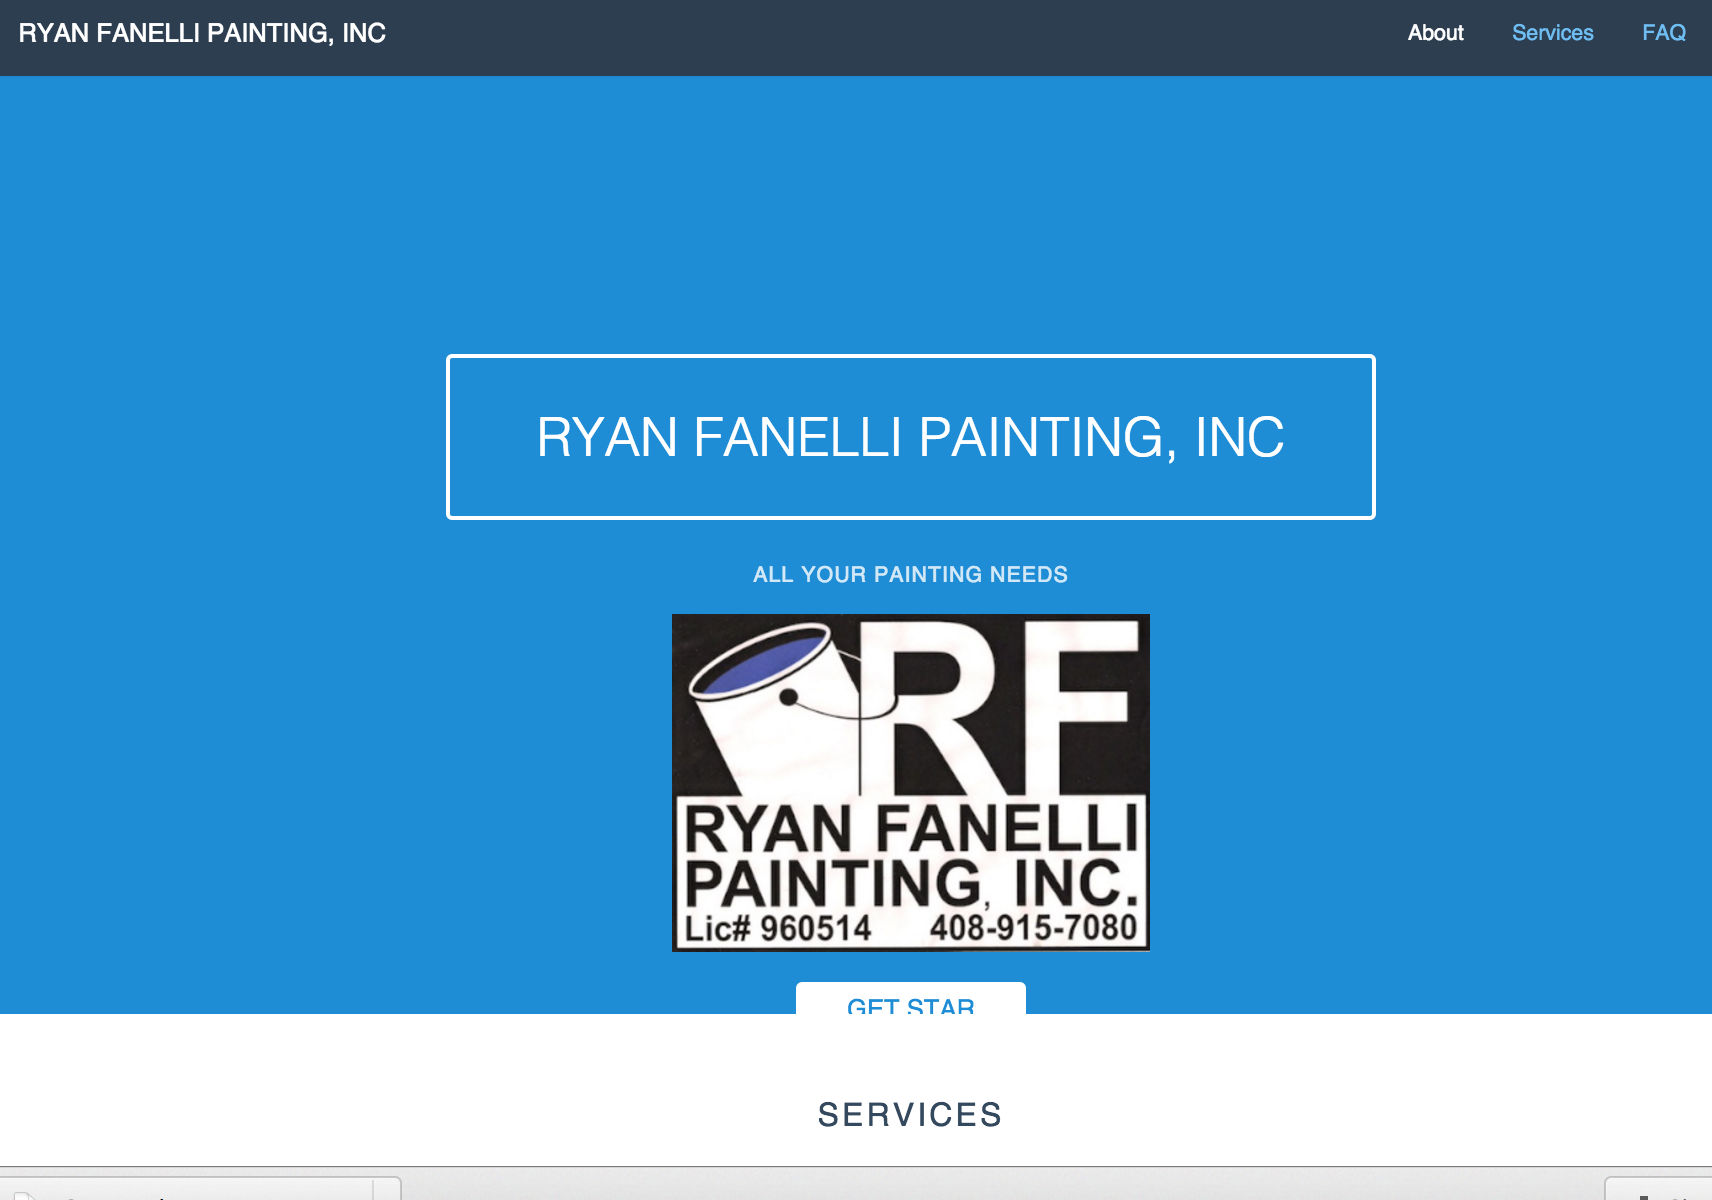 RYAN FANELLI PAINTING, INC
About Services FAQ
RYAN FANELLI PAINTING, INC
ALL YOUR PAINTING NEEDS
RF
RYAN FANELLI
PAINTING, INC.
Lic# 960514 408-915-7080
GET STAR
SERVICES